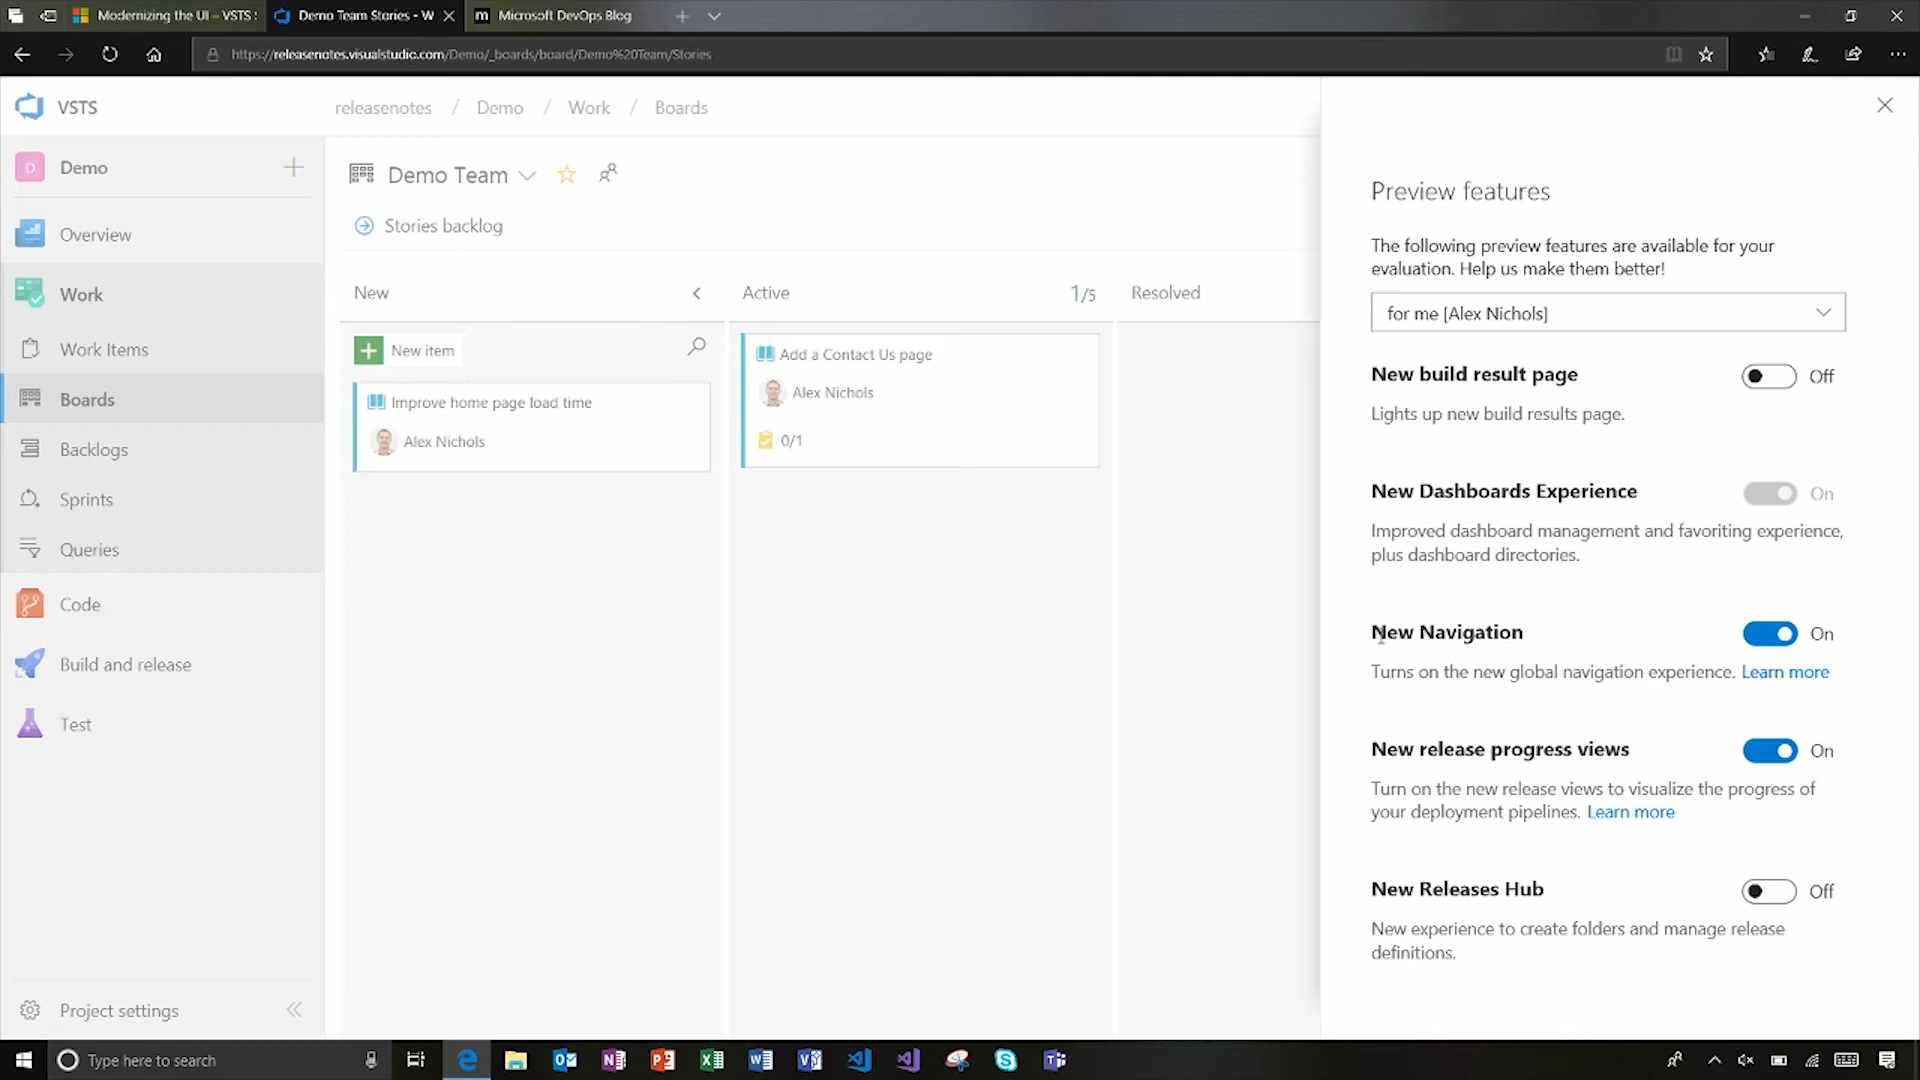 Modernizing the UI – VSTS
Demo Team Stories - W
Microsoft DevOps Blog
https://releasenotes.visualstudio.com/Demo/_boards/board/Demo%20Team/Stories
VSTS
releasenotes / Demo / Work / Boards
D
Demo
Overview
Work
Work Items
Boards
Backlogs
Sprints
Queries
Code
Build and release
Test
Project settings
Demo Team
Stories backlog
New
Active
1/5
Resolved
New item
Improve home page load time
Alex Nichols
Add a Contact Us page
Alex Nichols
0/1
Preview features
The following preview features are available for your
evaluation. Help us make them better!
for me [Alex Nichols]
New build result page
Off
Lights up new build results page.
New Dashboards Experience
On
Improved dashboard management and favoriting experience,
plus dashboard directories.
New Navigation
On
Turns on the new global navigation experience. Learn more
New release progress views
On
Turn on the new release views to visualize the progress of
your deployment pipelines. Learn more
New Releases Hub
Off
New experience to create folders and manage release
definitions.
Type here to search